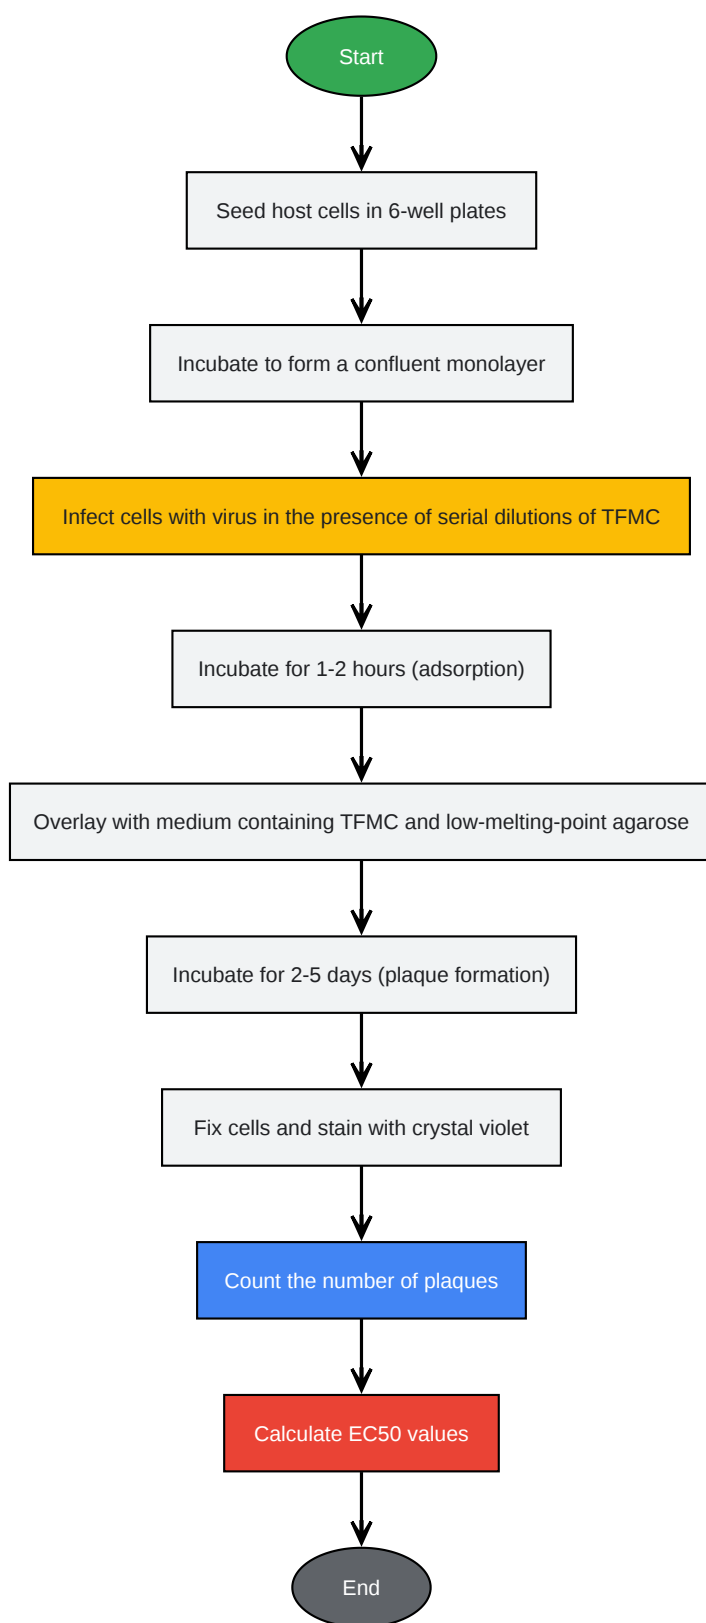 Start
Seed host cells in 6-well plates
Incubate to form a confluent monolayer
Infect cells with virus in the presence of serial dilutions of TFMC
Incubate for 1-2 hours (adsorption)
Overlay with medium containing TFMC and low-melting-point agarose
Incubate for 2-5 days (plaque formation)
Fix cells and stain with crystal violet
Count the number of plaques
Calculate EC50 values
End